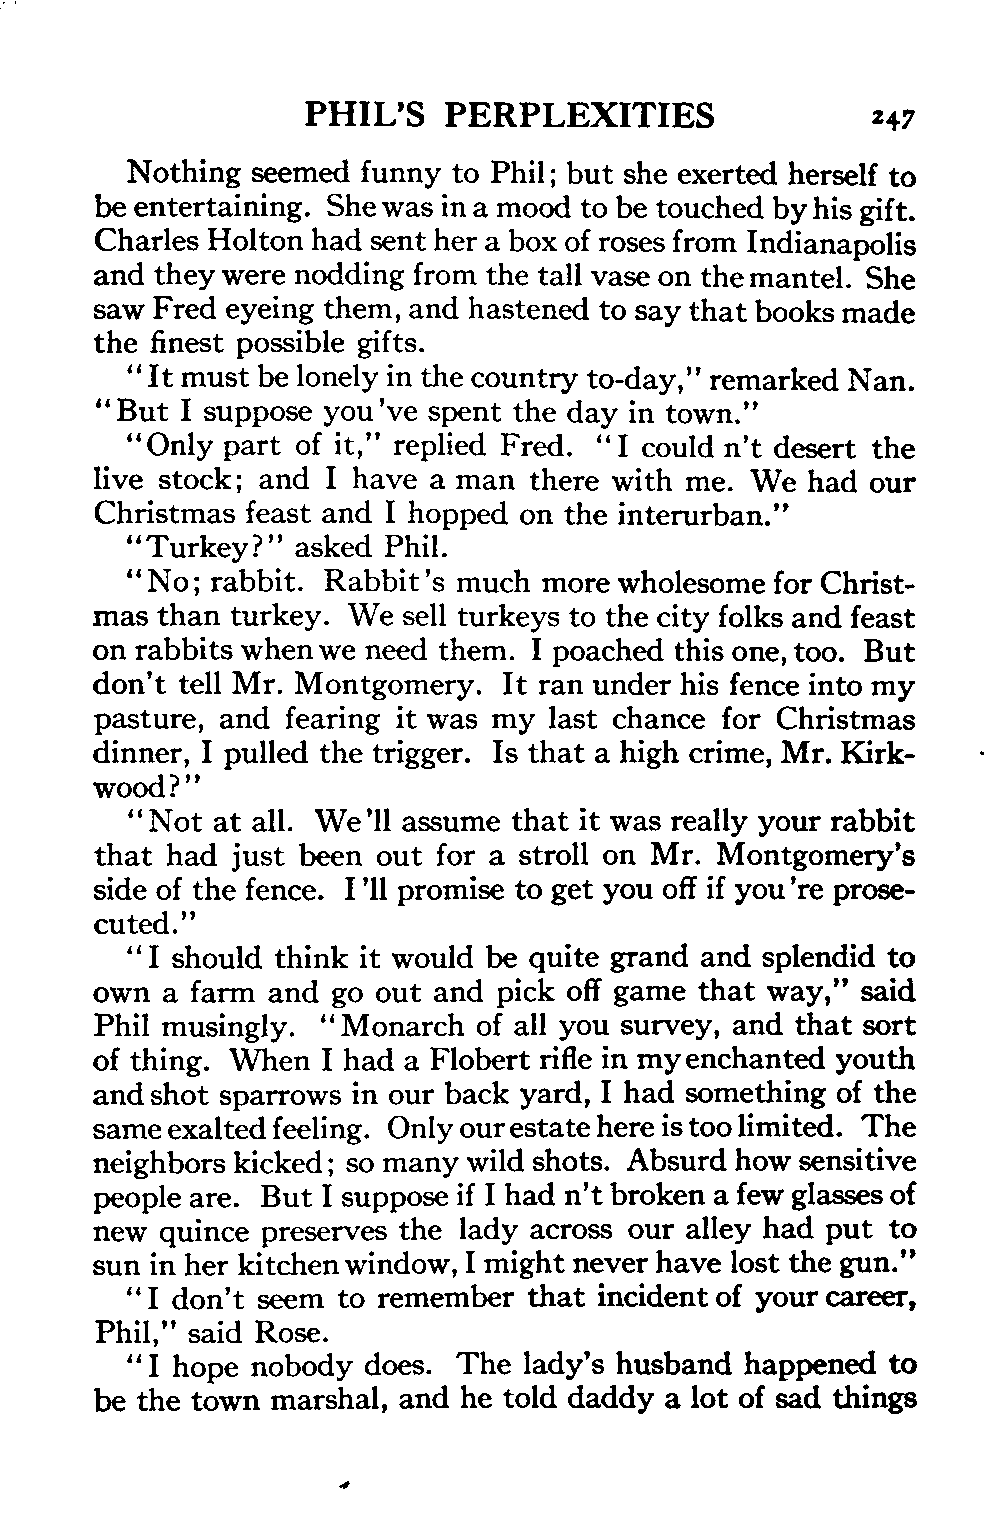 PHIL'S PERPLEXITIES 247
Nothing seemed funny to Phil; but she exerted herself to
be entertaining. She was in a mood to be touched by his gift.
Charles Holton had sent her a box of roses from Indianapolis
and they were nodding from the tall vase on the mantel. She
saw Fred eyeing them, and hastened to say that books made
the finest possible gifts.
"It must be lonely in the country to-day," remarked Nan.
"But I suppose you 've spent the day in town."
"Only part of it," replied Fred. "I could n't desert the
live stock; and I have a man there with me. We had our
Christmas feast and I hopped on the interurban."
"Turkey?" asked Phil.
"No; rabbit. Rabbit 's much more wholesome for Christ-
mas than turkey. We sell turkeys to the city folks and feast
on rabbits when we need them. I poached this one, too. But
don't tell Mr. Montgomery. It ran under his fence into my
pasture, and fearing it was my last chance for Christmas
dinner, I pulled the trigger. Is that a high crime, Mr. Kirk-
wood?"
"Not at all. We 'll assume that it was really your rabbit
that had just been out for a stroll on Mr. Montgomery's
side of the fence. I 'll promise to get you off if you 're prose-
cuted."
"I should think it would be quite grand and splendid to
own a farm and go out and pick off game that way," said
Phil musingly. "Monarch of all you survey, and that sort
of thing. When I had a Flobert rifle in my enchanted youth
and shot sparrows in our back yard, I had something of the
same exalted feeling. Only our estate here is too limited. The
neighbors kicked; so many wild shots. Absurd how sensitive
people are. But I suppose if I had n't broken a few glasses of
new quince preserves the lady across our alley had put to
sun in her kitchen window, I might never have lost the gun."
"I don't seem to remember that incident of your career,
Phil," said Rose.
"I hope nobody does. The lady's husband happened to
be the town marshal, and he told daddy a lot of sad things